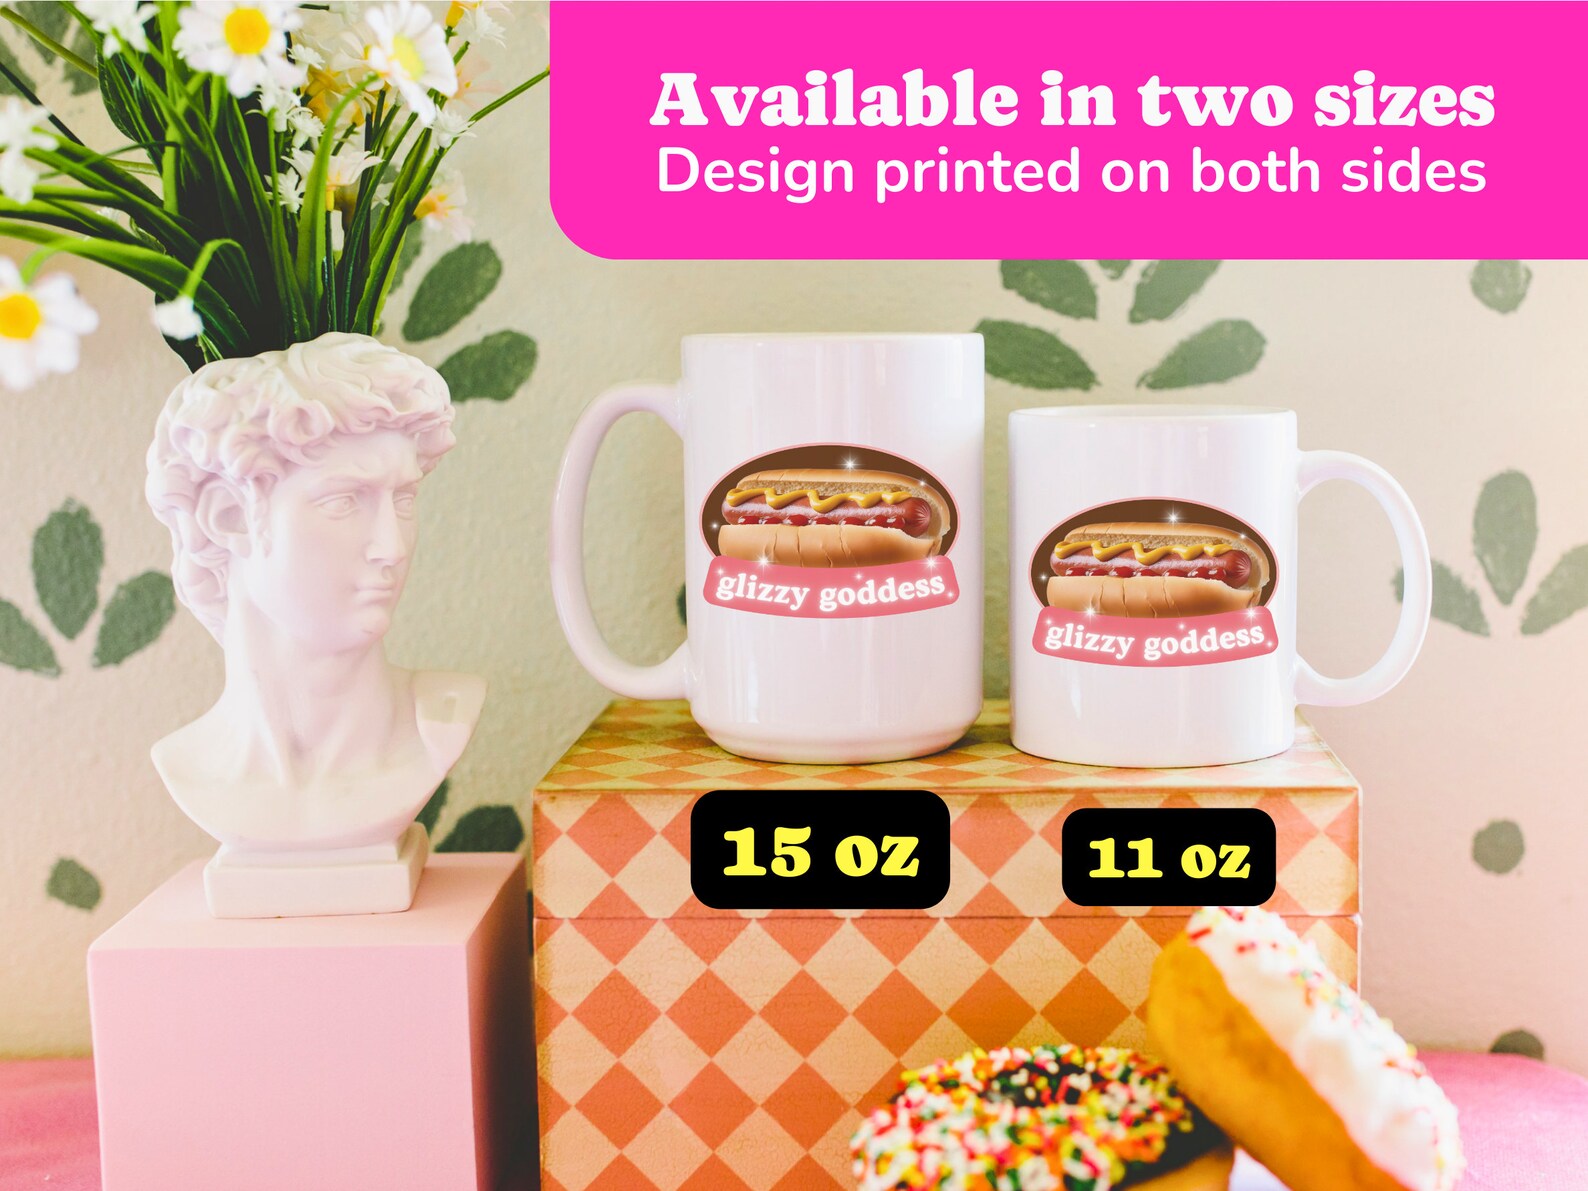 Available in two sizes
Design printed on both sides
glizzy goddess
glizzy goddess
15 oz
11 oz